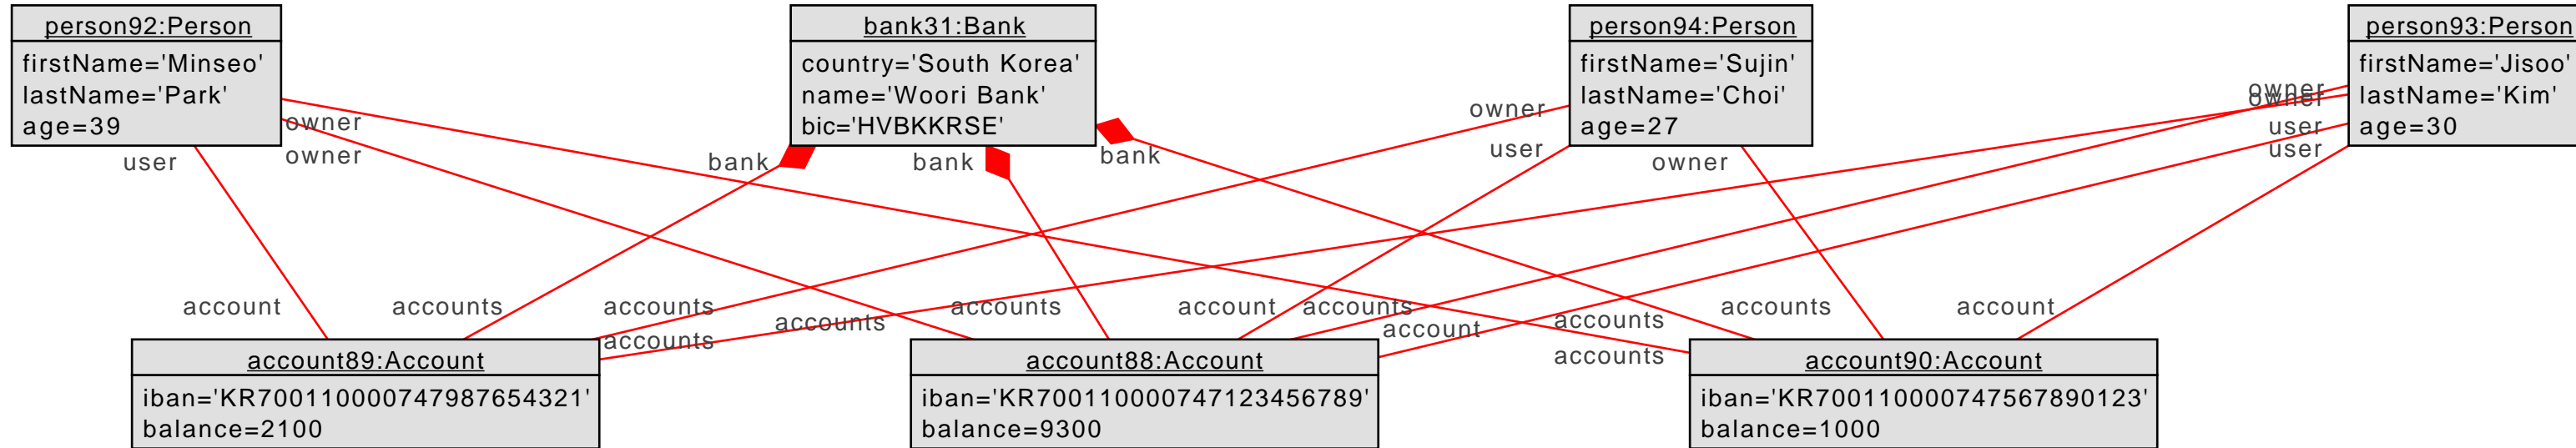 person92:Person
firstName='Minseo'
lastName='Park'
age=39
bank31:Bank
country='South Korea'
name='Woori Bank'
bic='HVBKKRSE'
person94:Person
firstName='Sujin'
lastName='Choi'
age=27
person93:Person
firstName='Jisoo'
lastName='Kim'
age=30
owner
owner
user
bank
bank
bank
owner
user
owner
owner
owner
user
user
account
accounts
accounts
accounts
accounts
accounts
account
accounts
account
accounts
accounts
accounts
account
account89:Account
iban='KR7001100007479876543​21'
balance=2100
account88:Account
iban='KR700110000747123456789'
balance=9300
account90:Account
iban='KR700110000747567890123'
balance=1000